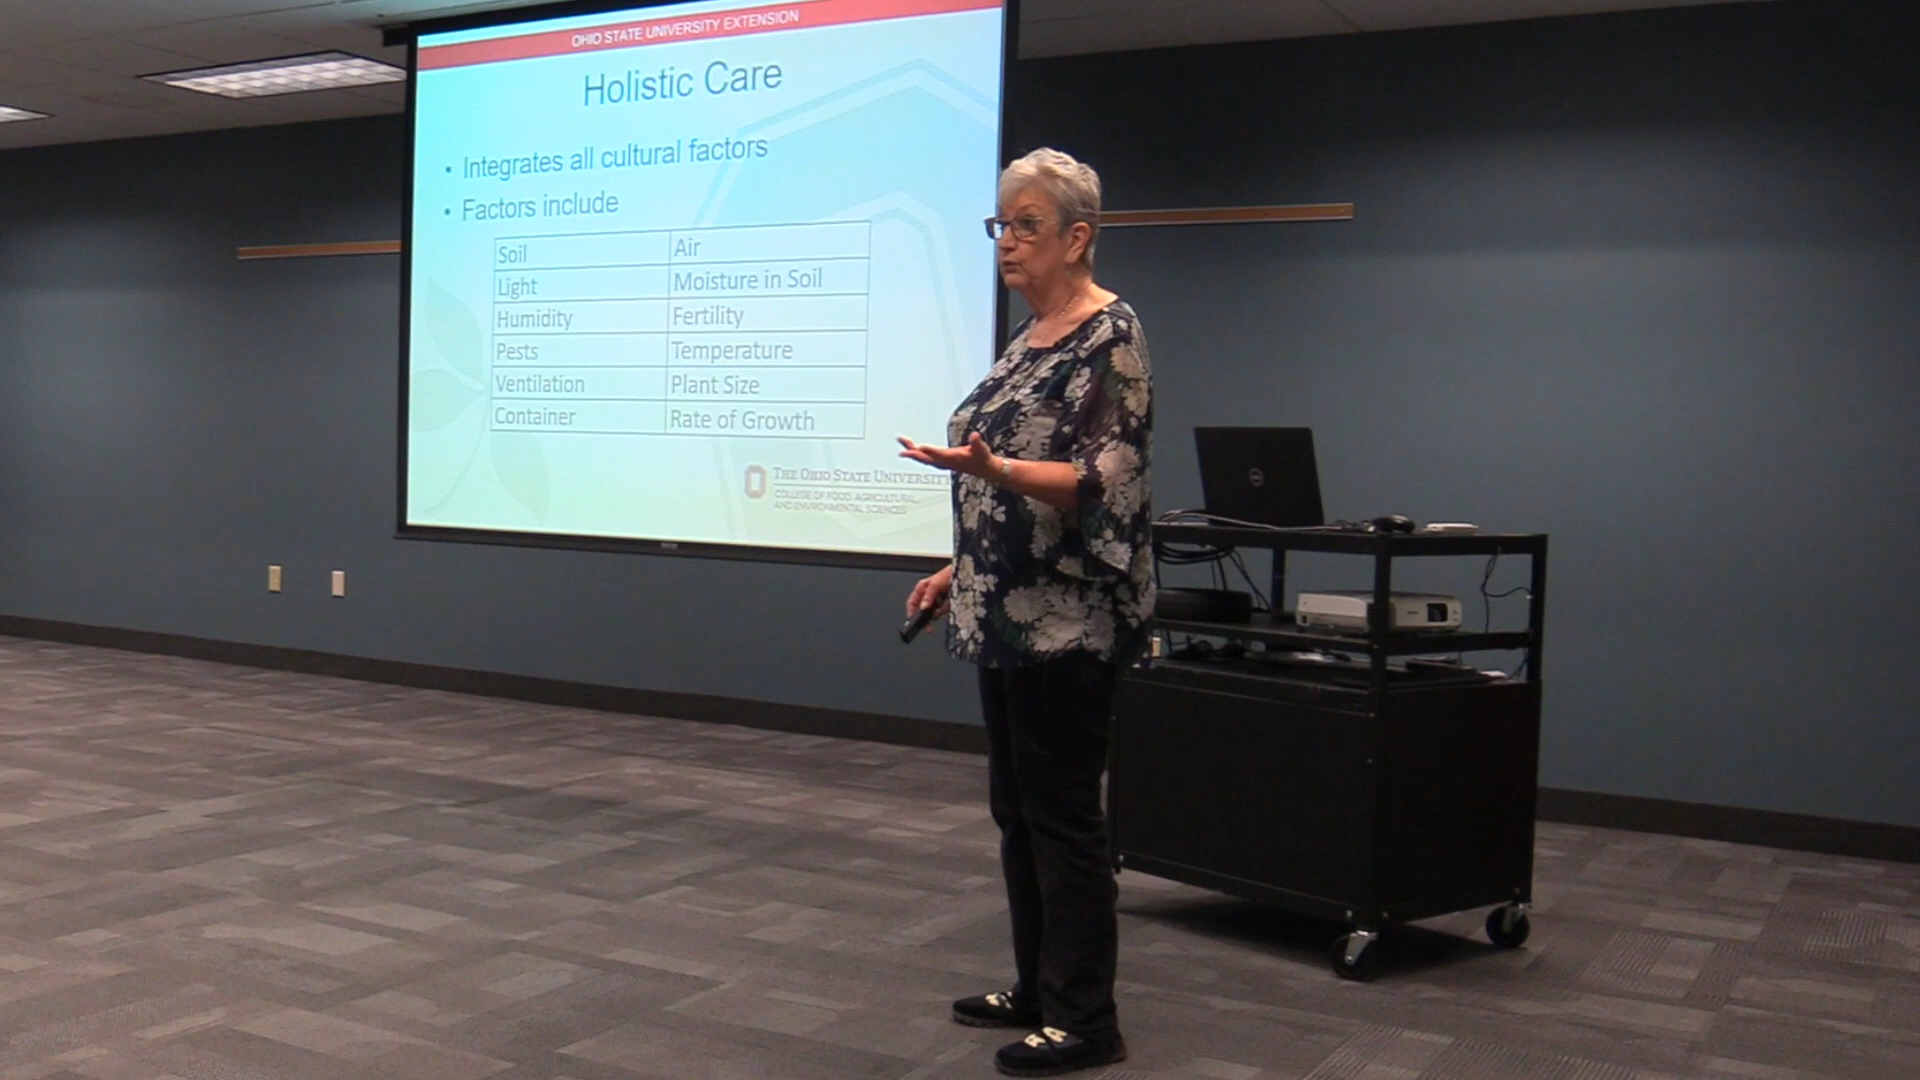 OHIO STATE UNIVERSITY EXTENSION
Holistic Care
• Integrates all cultural factors
• Factors include
Soil Air
Light Moisture in Soil
Humidity Fertility
Pests Temperature
Ventilation Plant Size
Container Rate of Growth
THE OHIO STATE UNIVERSITY
COLLEGE OF FOOD, AGRICULTURAL,
AND ENVIRONMENTAL SCIENCES
DELL